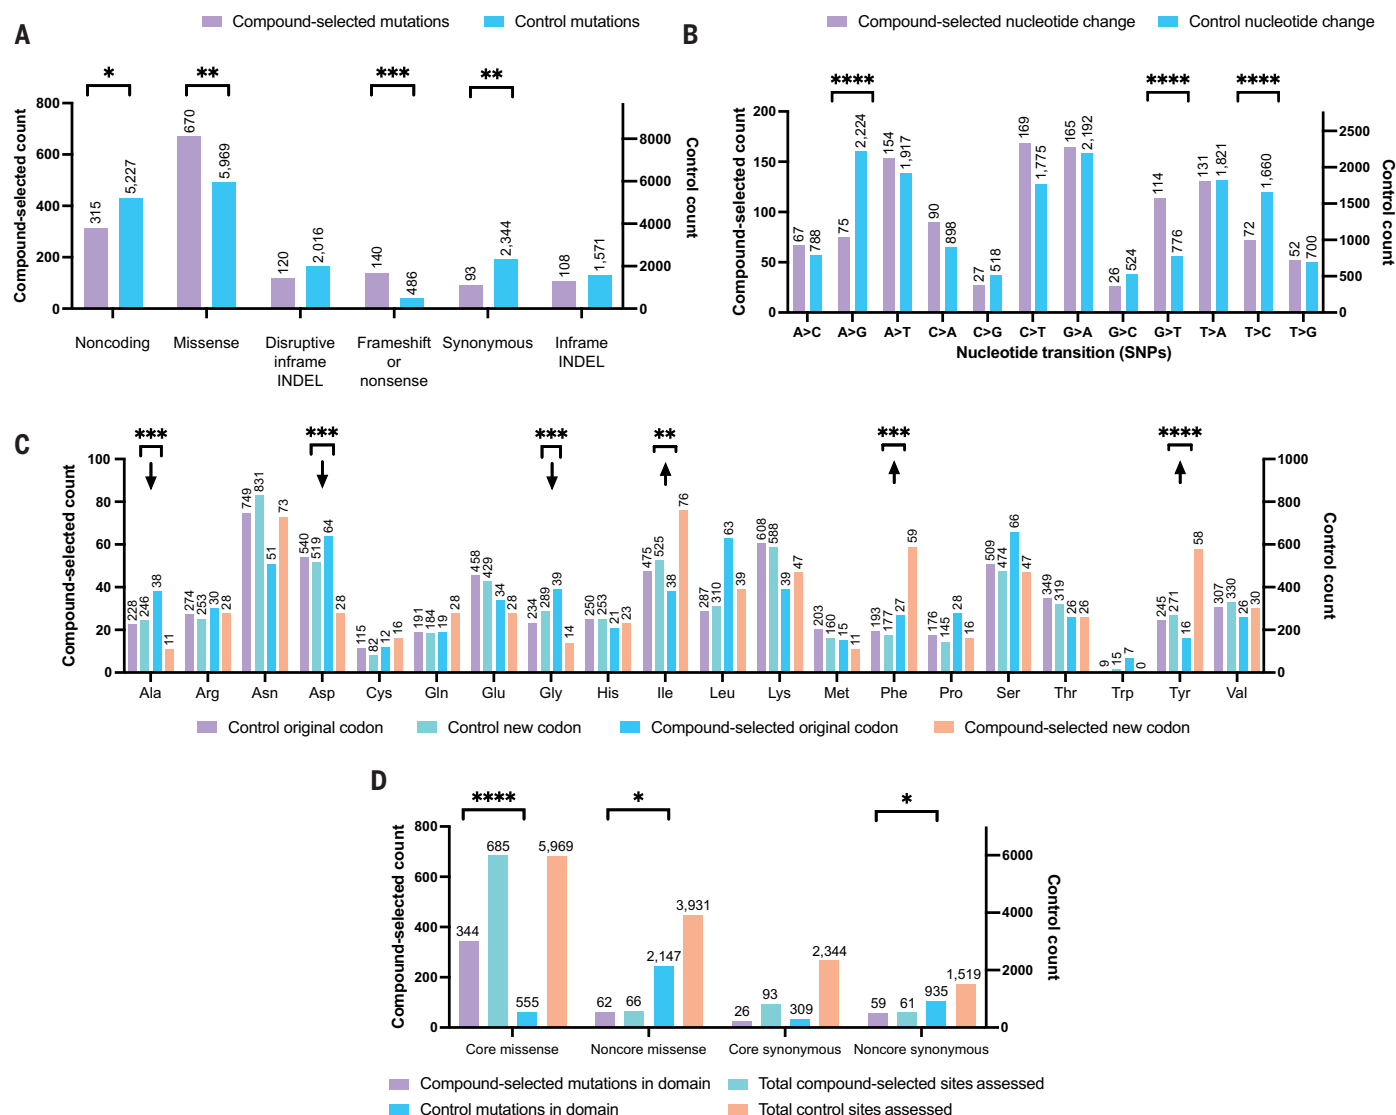 A
Compound-selected mutations
Control mutations
*
**
***
**
Compound-selected count
800
600
400
200
0
315
5,227
670
5,969
120
2,016
140
486
93
2,344
108
1,571
8000
6000
4000
2000
0
Control count
Noncoding
Missense
Disruptive
inframe
INDEL
Frameshift
or
nonsense
Synonymous
Inframe
INDEL
B
Compound-selected nucleotide change
Control nucleotide change
****
****
****
Compound-selected count
200
150
100
50
0
67
788
75
2,224
154
1,917
90
898
27
518
169
1,775
165
2,192
26
524
114
776
131
1,821
72
1,660
52
700
2500
2000
1500
1000
500
0
Control count
A>C
A>G
A>T
C>A
C>G
C>T
G>A
G>C
G>T
T>A
T>C
T>G
Nucleotide transition (SNPs)
C
***
***
***
**
***
****
Compound-selected count
100
80
60
40
20
0
228
246
38
11
274
253
30
28
749
831
51
73
540
519
64
28
115
82
12
16
191
184
19
28
458
429
34
28
234
289
39
14
250
253
21
23
475
525
38
76
287
310
63
39
608
588
39
47
203
160
15
11
193
177
27
59
176
145
28
16
509
474
66
47
349
319
26
26
9
15
7
0
245
271
16
58
307
330
26
30
1000
800
600
400
200
0
Control count
Ala
Arg
Asn
Asp
Cys
Gln
Glu
Gly
His
Ile
Leu
Lys
Met
Phe
Pro
Ser
Thr
Trp
Tyr
Val
Control original codon
Control new codon
Compound-selected original codon
Compound-selected new codon
D
****
*
*
Compound-selected count
800
600
400
200
0
344
685
555
5,969
62
66
2,147
3,931
26
93
309
2,344
59
61
935
1,519
6000
4000
2000
0
Control count
Core missense
Noncore missense
Core synonymous
Noncore synonymous
Compound-selected mutations in domain
Total compound-selected sites assessed
Control mutations in domain
Total control sites assessed